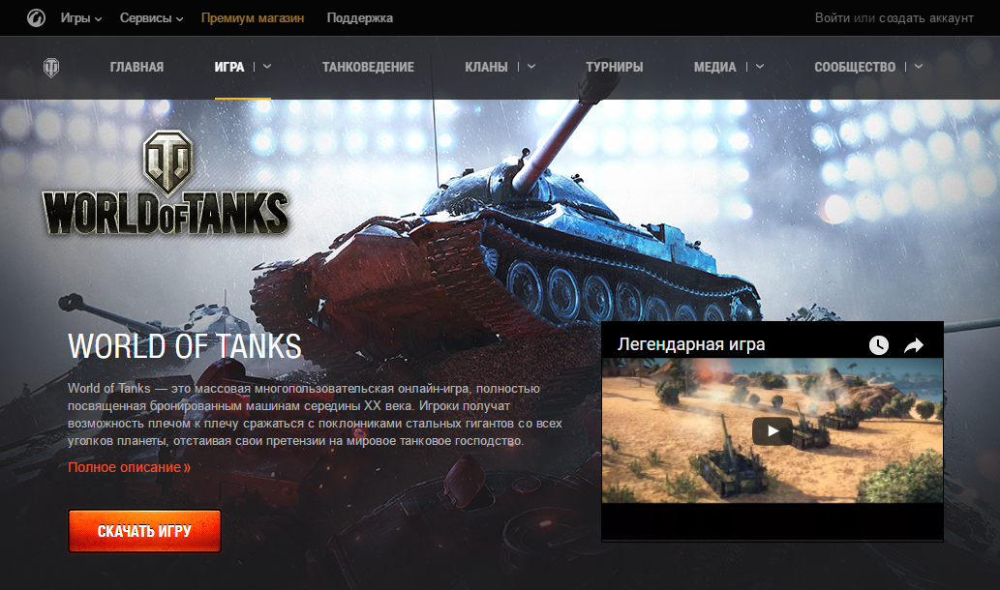 Игры Сервисы Премиум магазин Поддержка Войти или создать аккаунт
ГЛАВНАЯ ИГРА ТАНКОВЕДЕНИЕ КЛАНЫ ТУРНИРЫ МЕДИА СООБЩЕСТВО
WORLD OF TANKS
WORLD OF TANKS
World of Tanks — это массовая многопользовательская онлайн-игра, полностью
посвященная бронированным машинам середины XX века. Игроки получат
возможность плечом к плечу сражаться с поклонниками стальных гигантов со всех
уголков планеты, отстаивая свои претензии на мировое танковое господство.
Полное описание »
СКАЧАТЬ ИГРУ
Легендарная игра